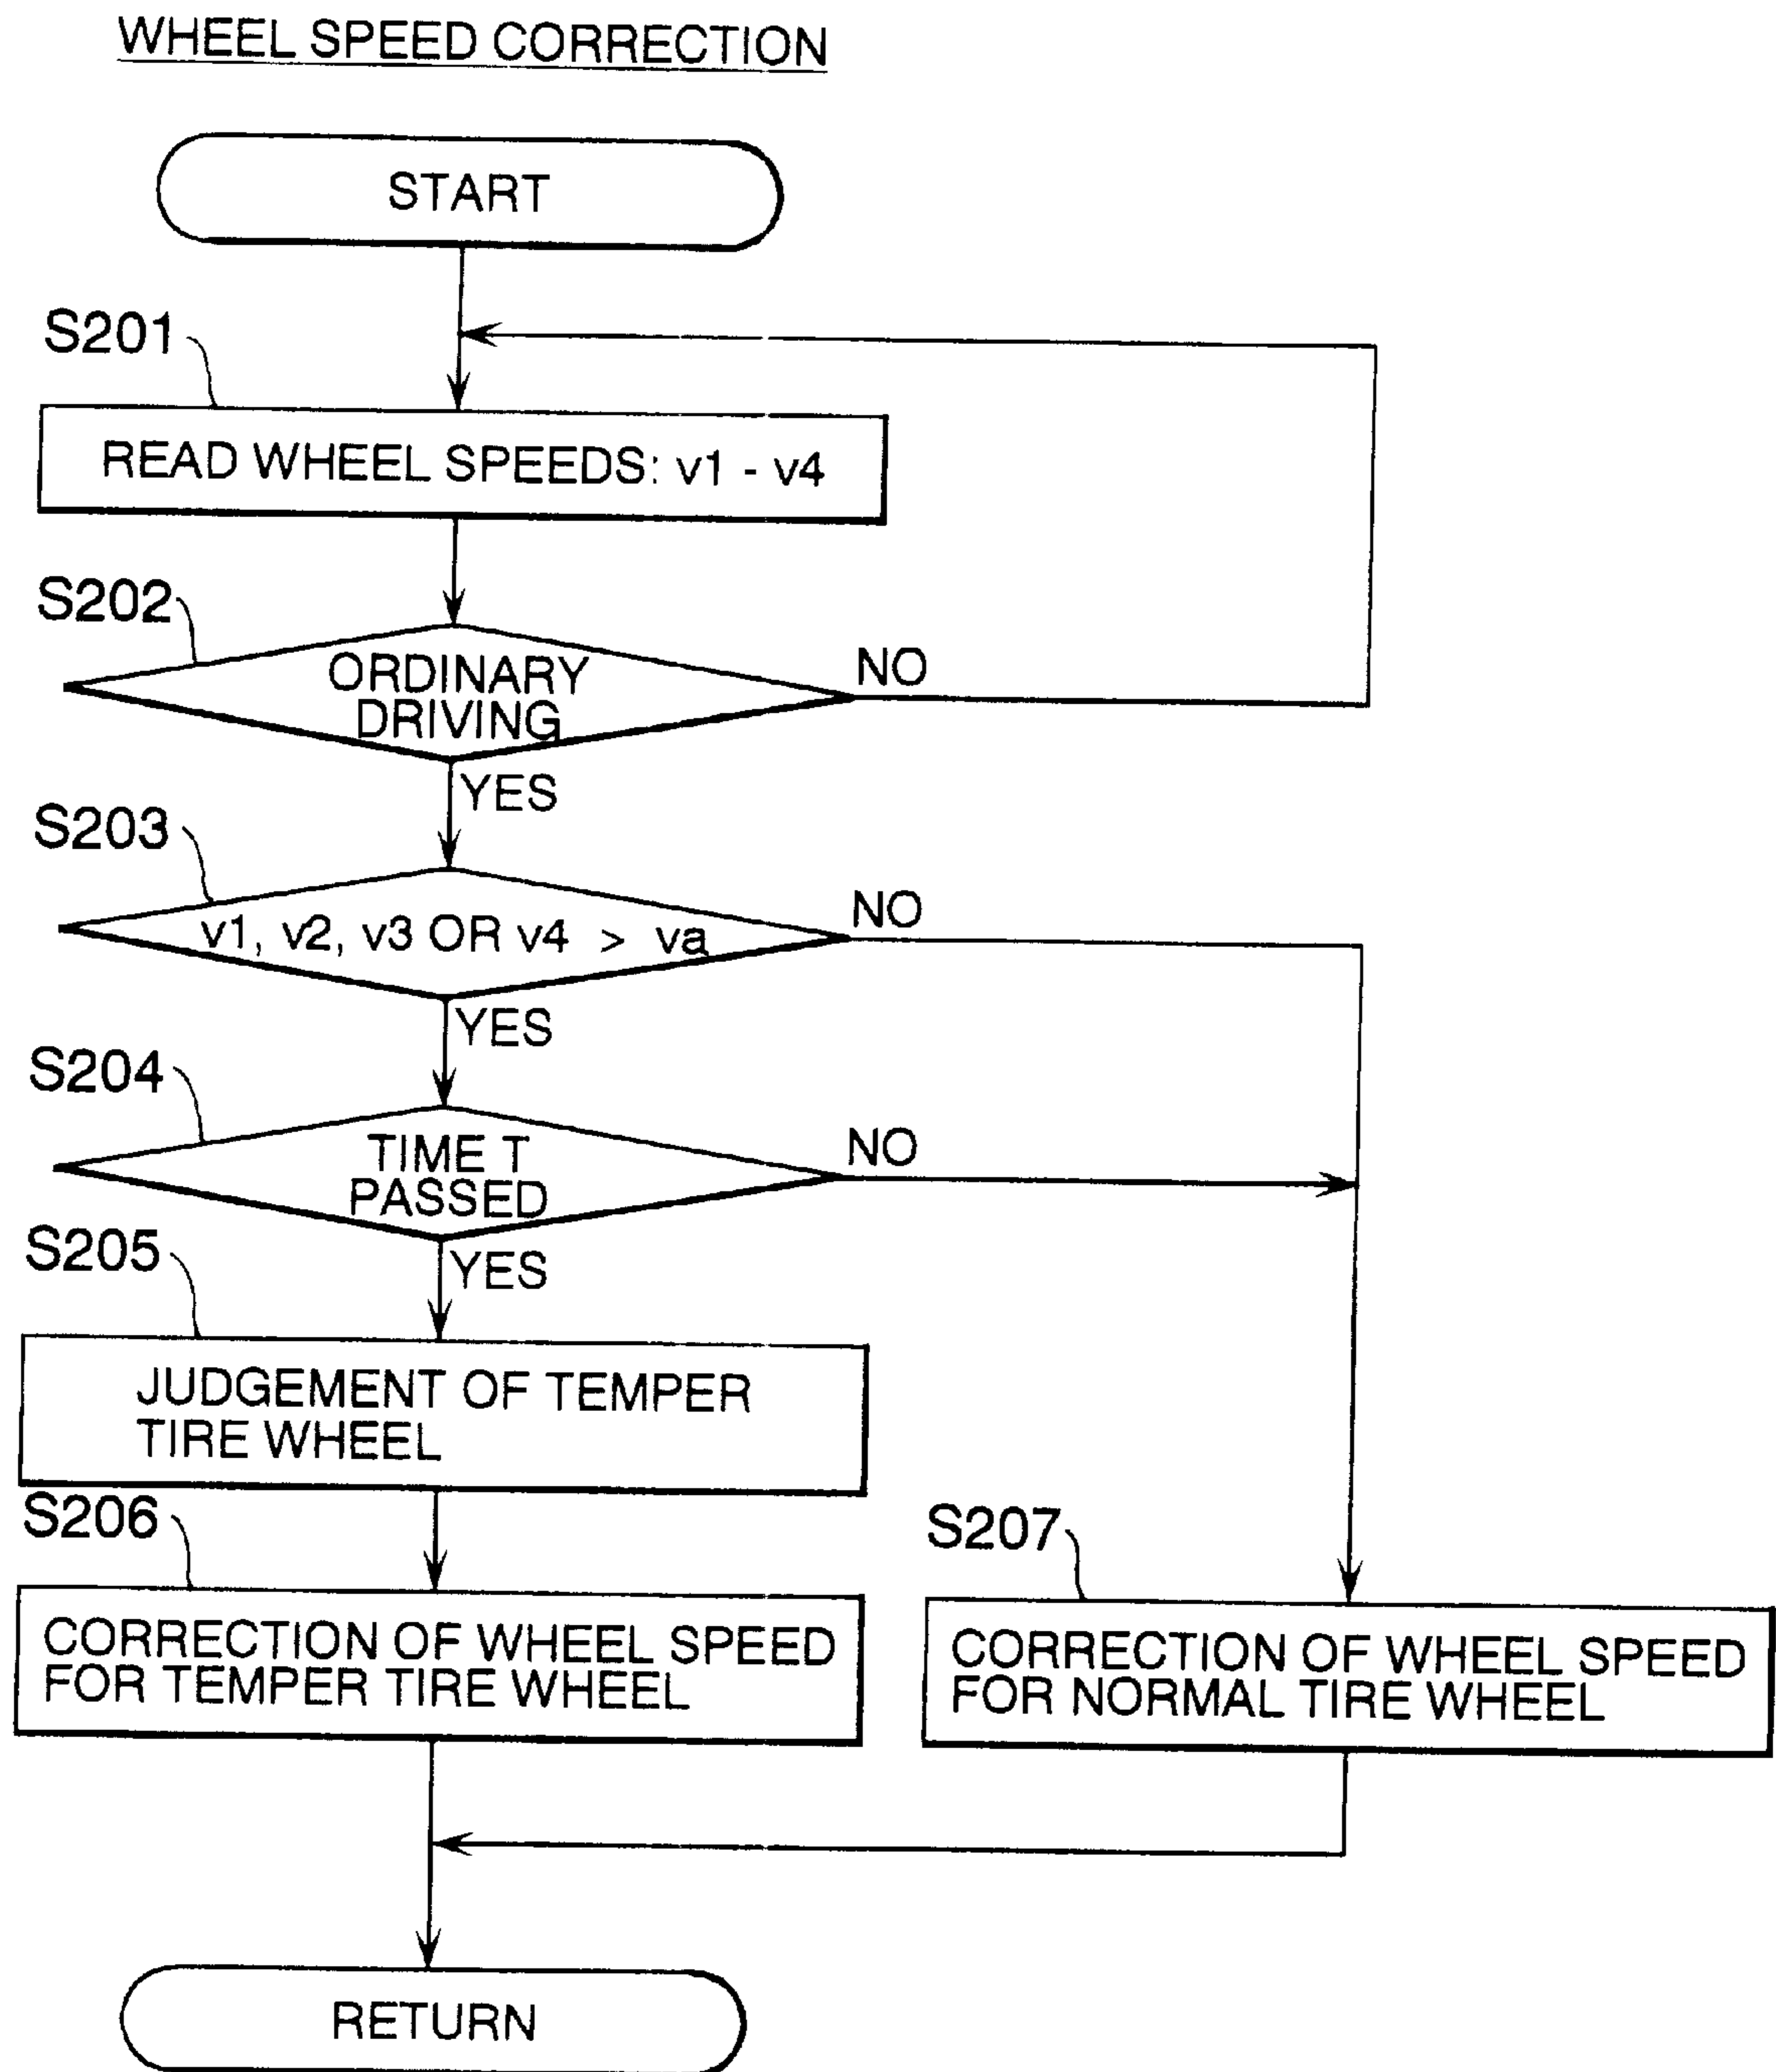 WHEEL SPEED CORRECTION
START
S201
READ WHEEL SPEEDS: v1 - v4
S202
ORDINARY
DRIVING
NO
YES
S203
v1, v2, v3 OR v4 > va
NO
YES
S204
TIME T
PASSED
NO
YES
S205
JUDGEMENT OF TEMPER
TIRE WHEEL
S206
CORRECTION OF WHEEL SPEED
FOR TEMPER TIRE WHEEL
S207
CORRECTION OF WHEEL SPEED
FOR NORMAL TIRE WHEEL
RETURN